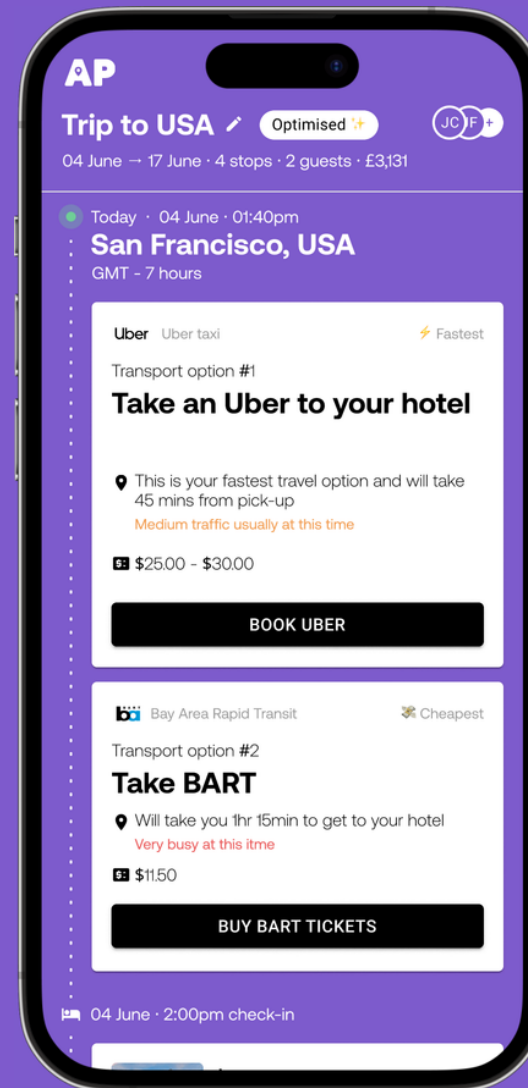 AP
Trip to USA
Optimised ✨
JC
IF
+
04 June → 17 June · 4 stops · 2 guests · £3,131
Today · 04 June · 01:40pm
San Francisco, USA
GMT - 7 hours
Uber Uber taxi
⚡ Fastest
Transport option #1
Take an Uber to your hotel
This is your fastest travel option and will take
45 mins from pick-up
Medium traffic usually at this time
$25.00 - $30.00
BOOK UBER
ba Bay Area Rapid Transit
💸 Cheapest
Transport option #2
Take BART
Will take you 1hr 15min to get to your hotel
Very busy at this itme
$11.50
BUY BART TICKETS
04 June · 2:00pm check-in